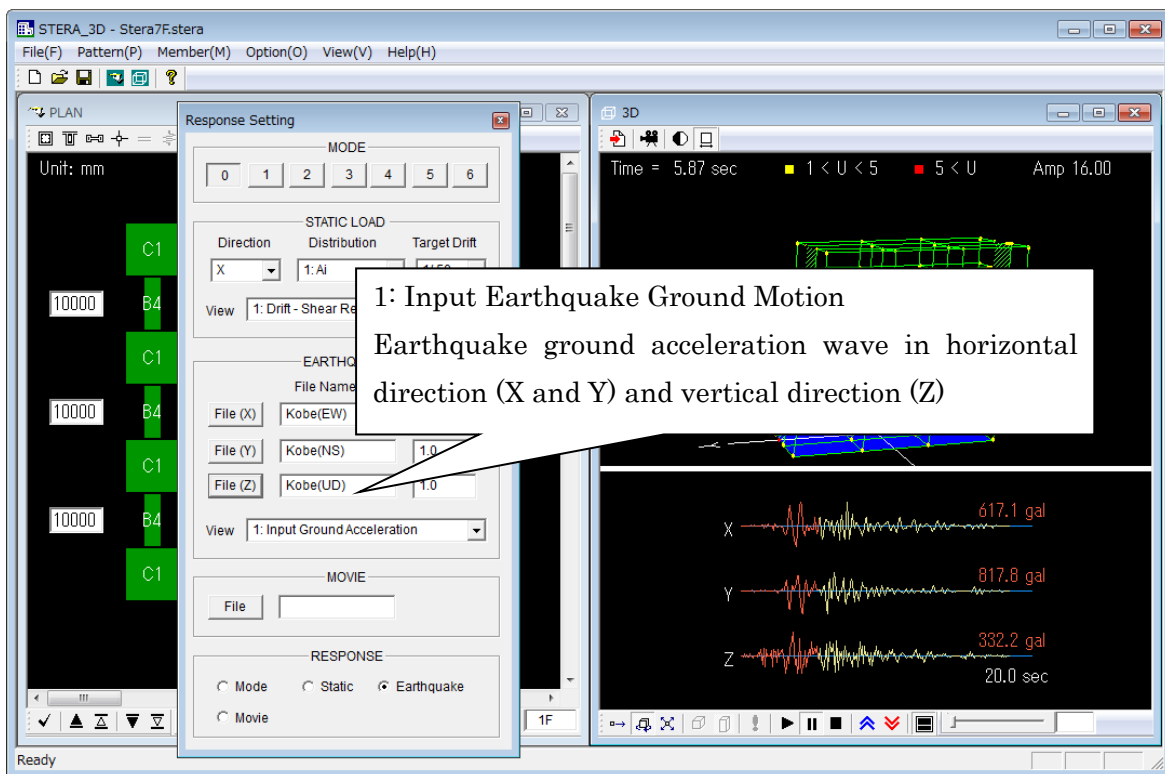 STERA_3D - Stera7F.stera
File(F) Pattern(P) Member(M) Option(O) View(V) Help(H)
PLAN
Unit: mm
C1
10000 B4
C1
10000 B4
C1
10000 B4
C1
1F
Ready
Response Setting
MODE
0 1 2 3 4 5 6
STATIC LOAD
Direction Distribution Target Drift
X 1: Ai
View 1: Drift - Shear Re
EARTHQ
File Name
File (X) Kobe(EW)
File (Y) Kobe(NS) 1.0
File (Z) Kobe(UD) 1.0
View 1: Input Ground Acceleration
MOVIE
File
RESPONSE
Mode Static Earthquake
Movie
1: Input Earthquake Ground Motion
Earthquake ground acceleration wave in horizontal
direction (X and Y) and vertical direction (Z)
3D
Time = 5.87 sec 1 < U < 5 5 < U Amp 16.00
X 617.1 gal
Y 817.8 gal
Z 332.2 gal
20.0 sec